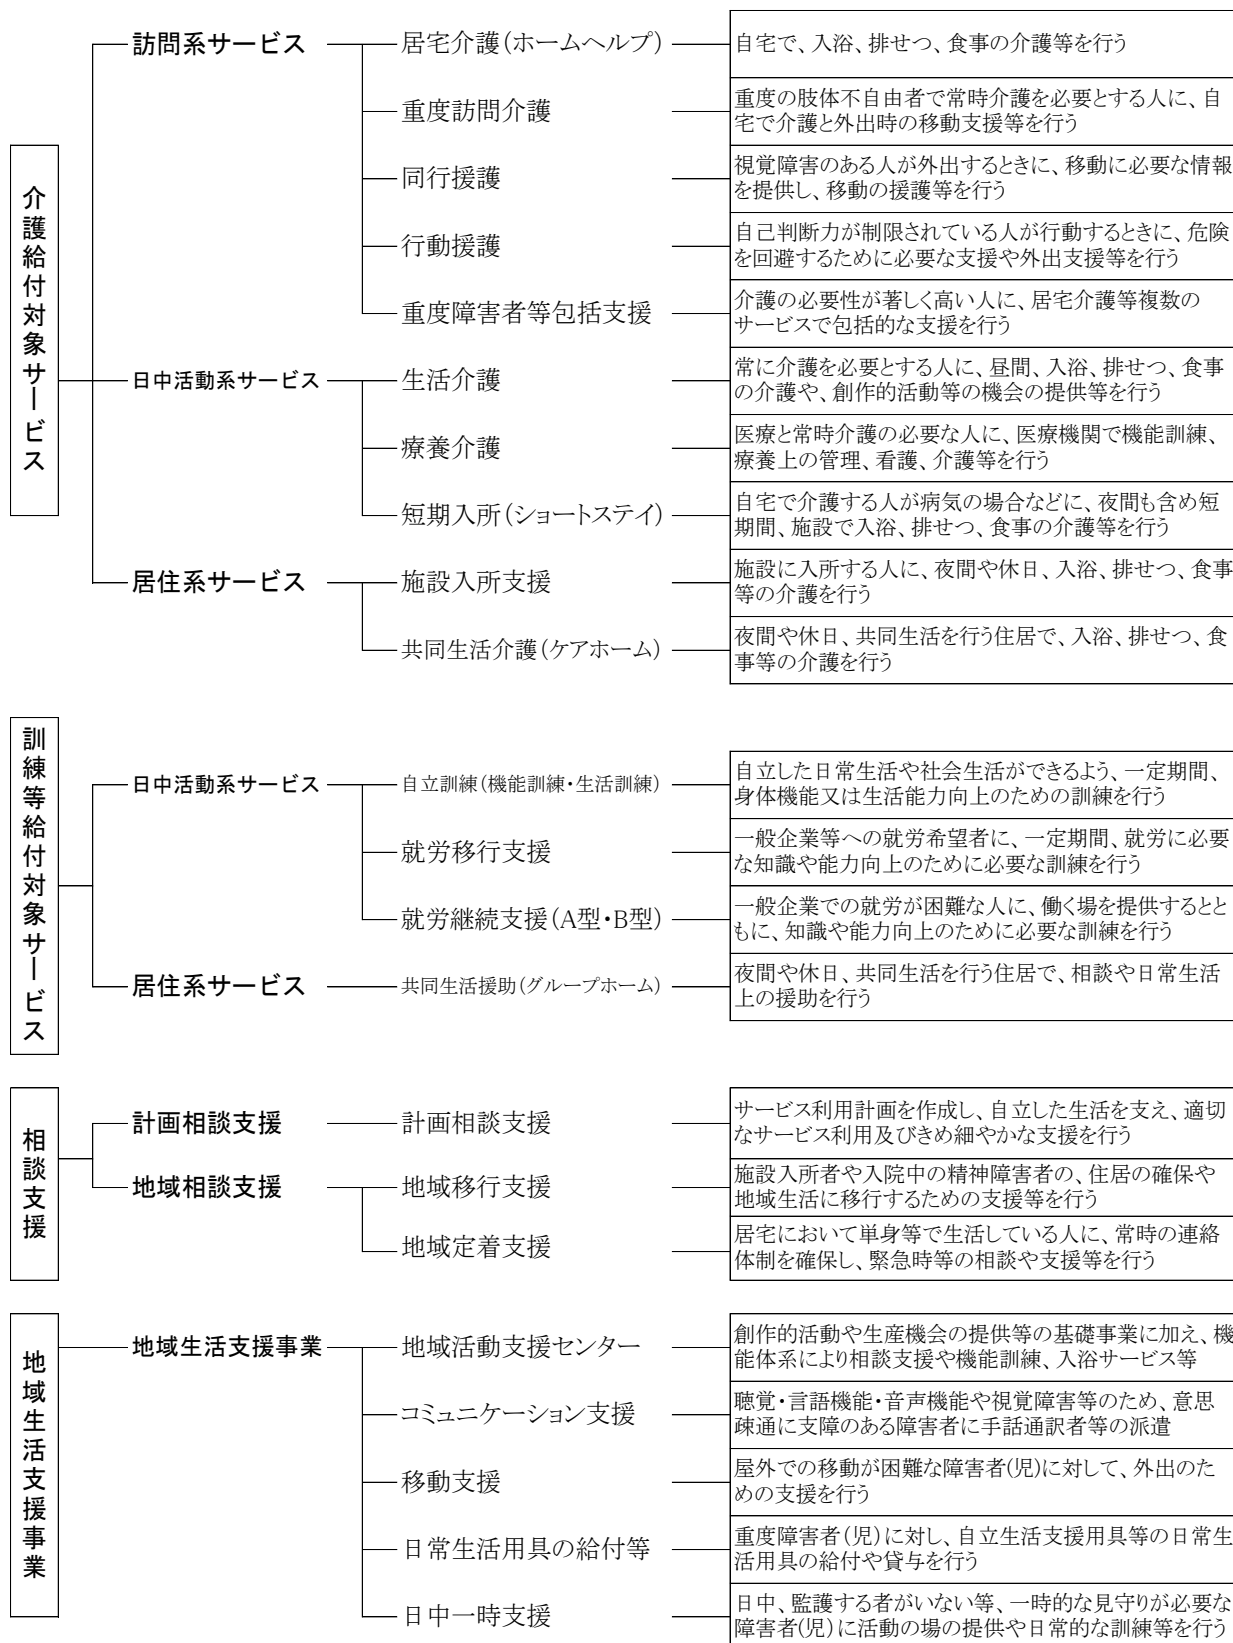 介護給付対象サービス
訪問系サービス
居宅介護(ホームヘルプ)
自宅で、入浴、排せつ、食事の介護等を行う
重度訪問介護
重度の肢体不自由者で常時介護を必要とする人に、自
宅で介護と外出時の移動支援等を行う
同行援護
視覚障害のある人が外出するときに、移動に必要な情報
を提供し、移動の援護等を行う
行動援護
自己判断力が制限されている人が行動するときに、危険
を回避するために必要な支援や外出支援等を行う
重度障害者等包括支援
介護の必要性が著しく高い人に、居宅介護等複数の
サービスで包括的な支援を行う
日中活動系サービス
生活介護
常に介護を必要とする人に、昼間、入浴、排せつ、食事
の介護や、創作的活動等の機会の提供等を行う
療養介護
医療と常時介護の必要な人に、医療機関で機能訓練、
療養上の管理、看護、介護等を行う
短期入所(ショートステイ)
自宅で介護する人が病気の場合などに、夜間も含め短
期間、施設で入浴、排せつ、食事の介護等を行う
居住系サービス
施設入所支援
施設に入所する人に、夜間や休日、入浴、排せつ、食事
等の介護を行う
共同生活介護(ケアホーム)
夜間や休日、共同生活を行う住居で、入浴、排せつ、食
事等の介護を行う
訓練等給付対象サービス
日中活動系サービス
自立訓練(機能訓練・生活訓練)
自立した日常生活や社会生活ができるよう、一定期間、
身体機能又は生活能力向上のための訓練を行う
就労移行支援
一般企業等への就労希望者に、一定期間、就労に必要
な知識や能力向上のために必要な訓練を行う
就労継続支援(A型・B型)
一般企業での就労が困難な人に、働く場を提供するとと
もに、知識や能力向上のために必要な訓練を行う
居住系サービス
共同生活援助(グループホーム)
夜間や休日、共同生活を行う住居で、相談や日常生活
上の援助を行う
相談支援
計画相談支援
計画相談支援
サービス利用計画を作成し、自立した生活を支え、適切
なサービス利用及びきめ細やかな支援を行う
地域相談支援
地域移行支援
施設入所者や入院中の精神障害者の、住居の確保や
地域生活に移行するための支援等を行う
地域定着支援
居宅において単身等で生活している人に、常時の連絡
体制を確保し、緊急時等の相談や支援等を行う
地域生活支援事業
地域生活支援事業
地域活動支援センター
創作的活動や生産機会の提供等の基礎事業に加え、機
能体系により相談支援や機能訓練、入浴サービス等
コミュニケーション支援
聴覚・言語機能・音声機能や視覚障害等のため、意思
疎通に支障のある障害者に手話通訳者等の派遣
移動支援
屋外での移動が困難な障害者(児)に対して、外出のた
めの支援を行う
日常生活用具の給付等
重度障害者(児)に対し、自立生活支援用具等の日常生
活用具の給付や貸与を行う
日中一時支援
日中、監護する者がいない等、一時的な見守りが必要な
障害者(児)に活動の場の提供や日常的な訓練等を行う